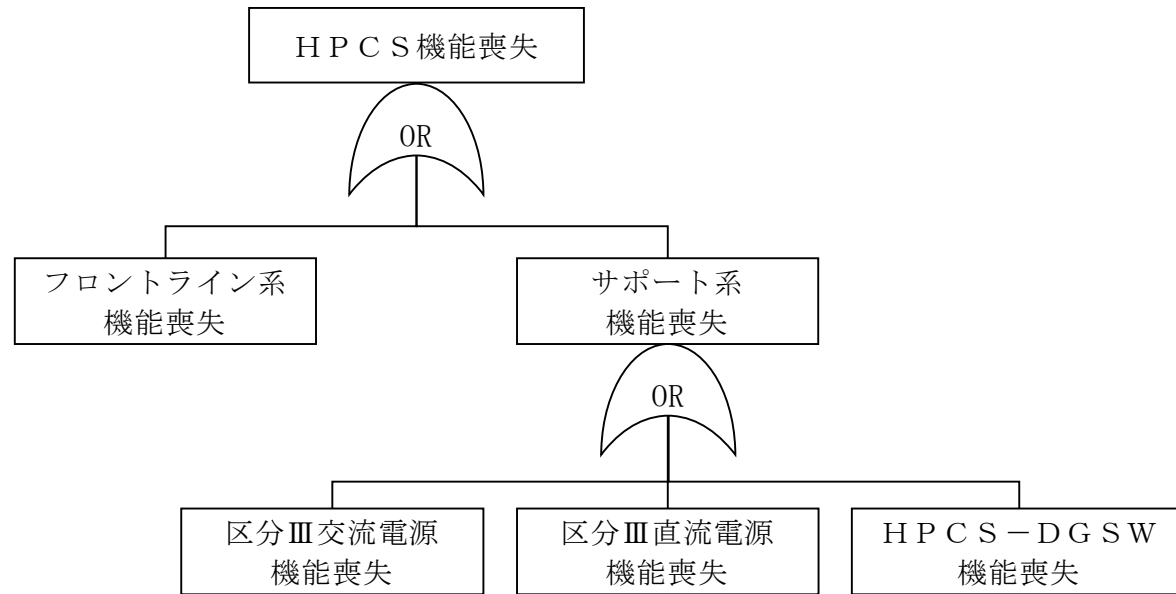 ＨＰＣＳ機能喪失
OR
フロントライン系
機能喪失
サポート系
機能喪失
OR
区分Ⅲ交流電源
機能喪失
区分Ⅲ直流電源
機能喪失
ＨＰＣＳ－ＤＧＳＷ
機能喪失